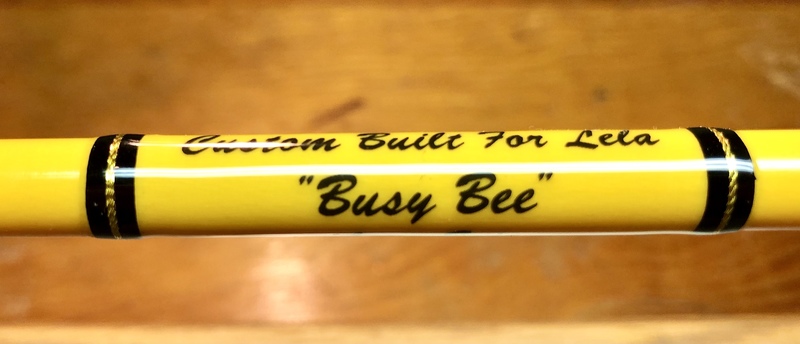 Custom Built For Lela
"Busy Bee"